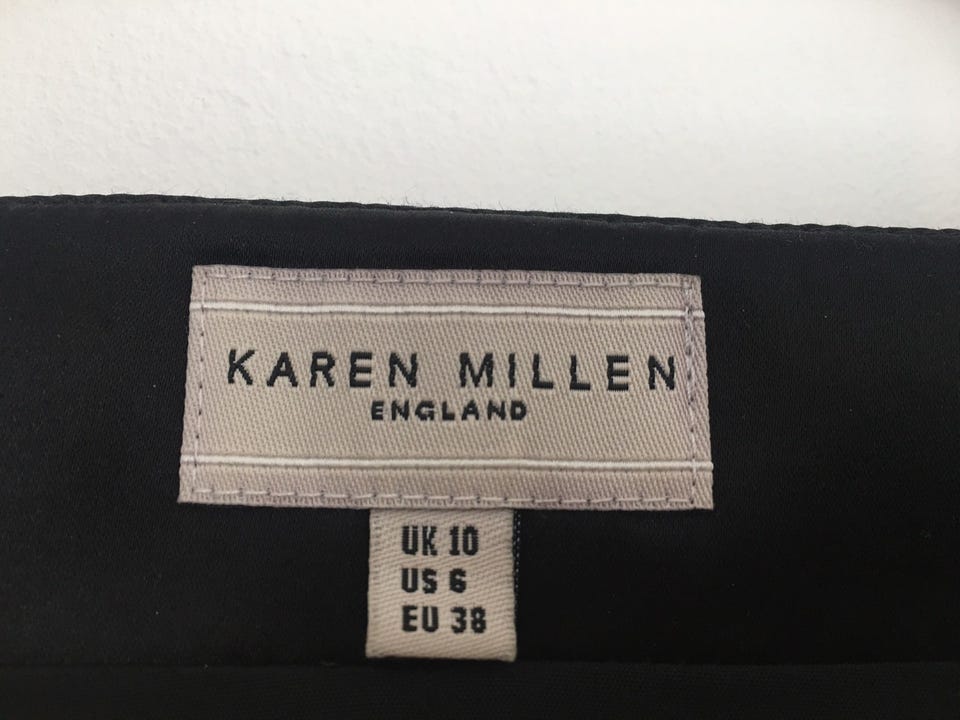 KAREN MILLEN
ENGLAND
UK 10
US 6
EU 38